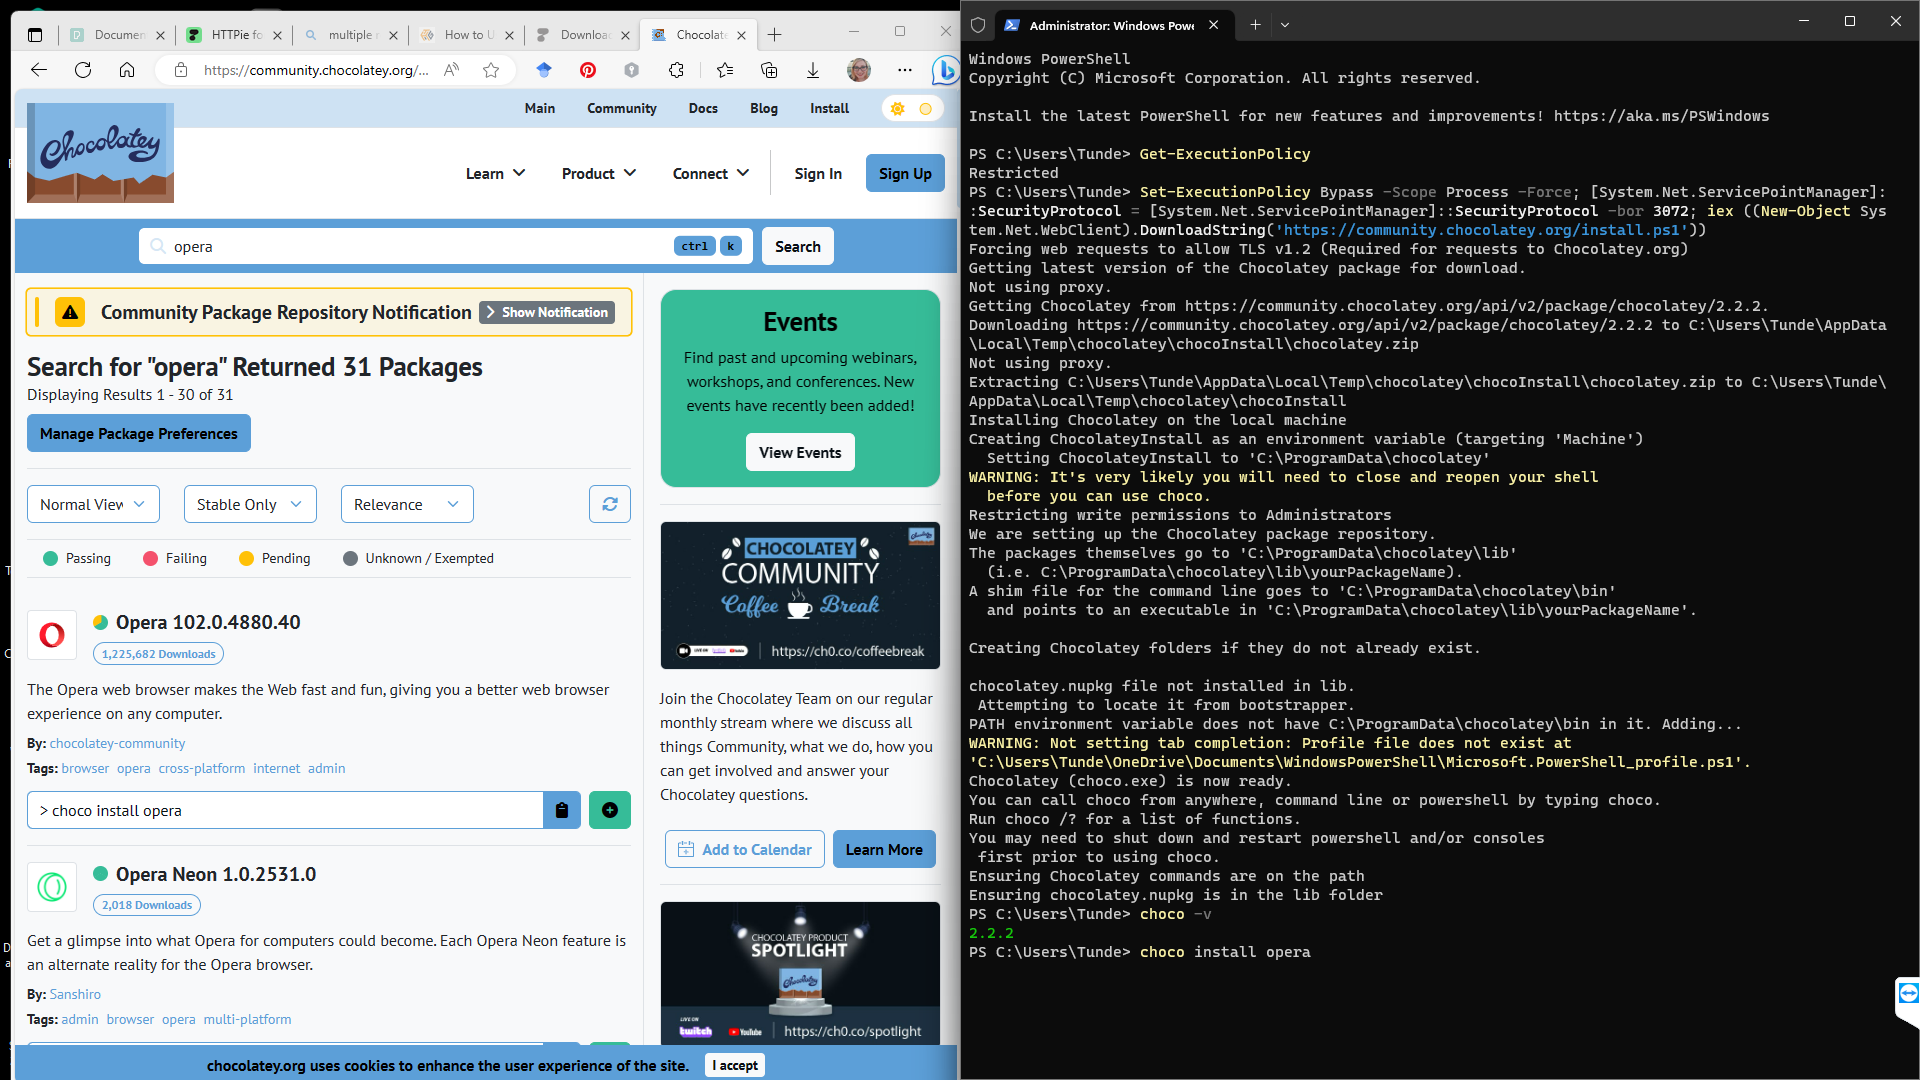 Documen
HTTPie fo
multiple
How to U
Downloa
Chocolate
https://community.chocolatey.org/...
Main Community Docs Blog Install
Chocolatey
Learn Product Connect Sign In Sign Up
opera ctrl k Search
Community Package Repository Notification Show Notification
Search for "opera" Returned 31 Packages
Displaying Results 1 - 30 of 31
Manage Package Preferences
Normal View Stable Only Relevance
Passing Failing Pending Unknown / Exempted
Opera 102.0.4880.40
1,225,682 Downloads
The Opera web browser makes the Web fast and fun, giving you a better web browser
experience on any computer.
By: chocolatey-community
Tags: browser opera cross-platform internet admin
> choco install opera
Opera Neon 1.0.2531.0
2,018 Downloads
Get a glimpse into what Opera for computers could become. Each Opera Neon feature is
an alternate reality for the Opera browser.
By: Sanshiro
Tags: admin browser opera multi-platform
Events
Find past and upcoming webinars,
workshops, and conferences. New
events have recently been added!
View Events
CHOCOLATEY
COMMUNITY
Coffee Break
https://ch0.co/coffeebreak
Join the Chocolatey Team on our regular
monthly stream where we discuss all
things Community, what we do, how you
can get involved and answer your
Chocolatey questions.
Add to Calendar Learn More
CHOCOLATEY PRODUCT
SPOTLIGHT
LIVE ON
twitch YouTube https://ch0.co/spotlight
chocolatey.org uses cookies to enhance the user experience of the site. I accept
Administrator: Windows Powe
Windows PowerShell
Copyright (C) Microsoft Corporation. All rights reserved.
Install the latest PowerShell for new features and improvements! https://aka.ms/PSWindows
PS C:\Users\Tunde> Get-ExecutionPolicy
Restricted
PS C:\Users\Tunde> Set-ExecutionPolicy Bypass -Scope Process -Force; [System.Net.ServicePointManager]:
:SecurityProtocol = [System.Net.ServicePointManager]::SecurityProtocol -bor 3072; iex ((New-Object Sys
tem.Net.WebClient).DownloadString('https://community.chocolatey.org/install.ps1'))
Forcing web requests to allow TLS v1.2 (Required for requests to Chocolatey.org)
Getting latest version of the Chocolatey package for download.
Not using proxy.
Getting Chocolatey from https://community.chocolatey.org/api/v2/package/chocolatey/2.2.2.
Downloading https://community.chocolatey.org/api/v2/package/chocolatey/2.2.2 to C:\Users\Tunde\AppData
\Local\Temp\chocolatey\chocoInstall\chocolatey.zip
Not using proxy.
Extracting C:\Users\Tunde\AppData\Local\Temp\chocolatey\chocoInstall\chocolatey.zip to C:\Users\Tunde\
AppData\Local\Temp\chocolatey\chocoInstall
Installing Chocolatey on the local machine
Creating ChocolateyInstall as an environment variable (targeting 'Machine')
Setting ChocolateyInstall to 'C:\ProgramData\chocolatey'
WARNING: It's very likely you will need to close and reopen your shell
before you can use choco.
Restricting write permissions to Administrators
We are setting up the Chocolatey package repository.
The packages themselves go to 'C:\ProgramData\chocolatey\lib'
(i.e. C:\ProgramData\chocolatey\lib\yourPackageName).
A shim file for the command line goes to 'C:\ProgramData\chocolatey\bin'
and points to an executable in 'C:\ProgramData\chocolatey\lib\yourPackageName'.
Creating Chocolatey folders if they do not already exist.
chocolatey.nupkg file not installed in lib.
Attempting to locate it from bootstrapper.
PATH environment variable does not have C:\ProgramData\chocolatey\bin in it. Adding...
WARNING: Not setting tab completion: Profile file does not exist at
'C:\Users\Tunde\OneDrive\Documents\WindowsPowerShell\Microsoft.PowerShell_profile.ps1'.
Chocolatey (choco.exe) is now ready.
You can call choco from anywhere, command line or powershell by typing choco.
Run choco /? for a list of functions.
You may need to shut down and restart powershell and/or consoles
first prior to using choco.
Ensuring Chocolatey commands are on the path
Ensuring chocolatey.nupkg is in the lib folder
PS C:\Users\Tunde> choco -v
2.2.2
PS C:\Users\Tunde> choco install opera